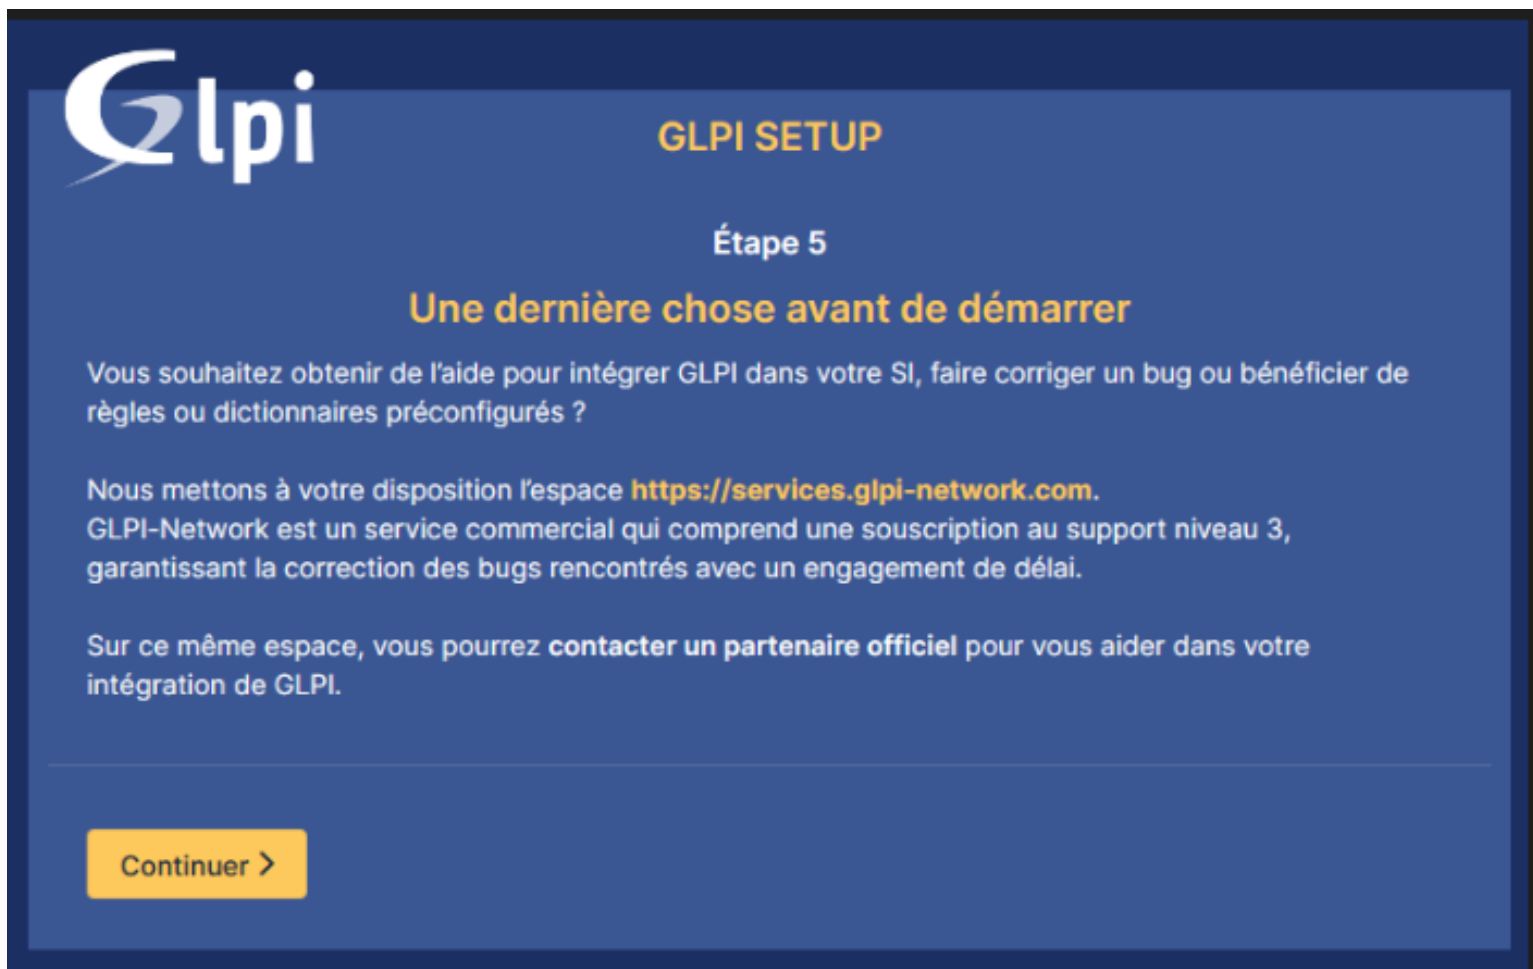 Glpi
GLPI SETUP
Étape 5
Une dernière chose avant de démarrer
Vous souhaitez obtenir de l’aide pour intégrer GLPI dans votre SI, faire corriger un bug ou bénéficier de
règles ou dictionnaires préconfigurés ?
Nous mettons à votre disposition l’espace https://services.glpi-network.com.
GLPI-Network est un service commercial qui comprend une souscription au support niveau 3,
garantissant la correction des bugs rencontrés avec un engagement de délai.
Sur ce même espace, vous pourrez contacter un partenaire officiel pour vous aider dans votre
intégration de GLPI.
Continuer >